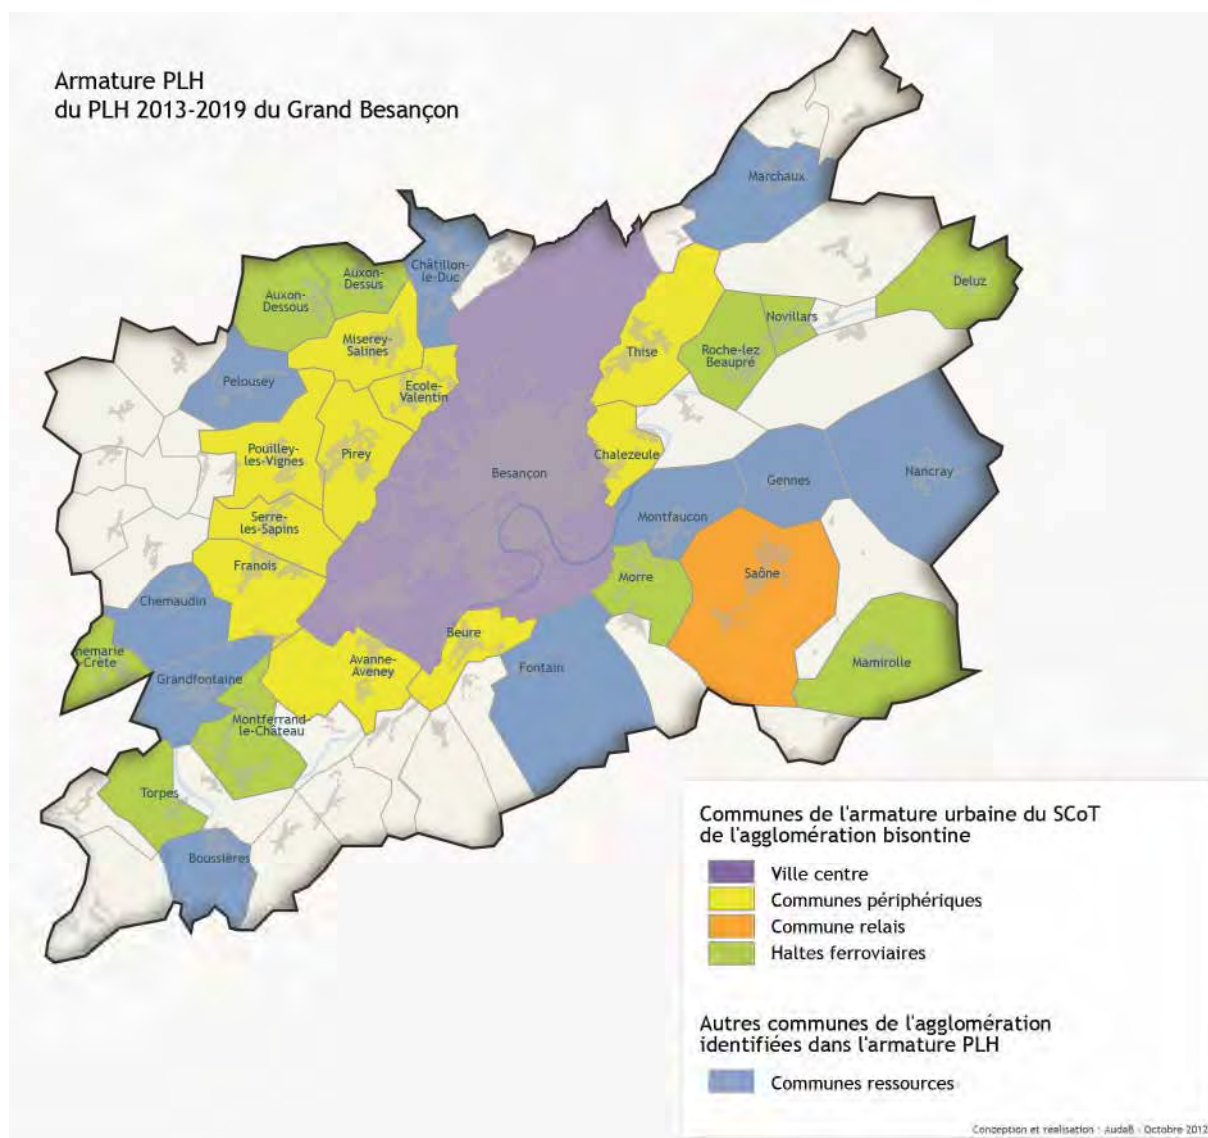 Armature PLH
du PLH 2013-2019 du Grand Besançon
Marchaux
Châtillon-
le-Duc
Auxon-
Dessus
Auxon-
Dessous
Deluz
Novillars
Miserey-
Salines
Thise
Roche-lez
Beaupré
Pelousey
Ecole-
Valentin
Pouilley-
les-Vignes
Pirey
Chalezeule
Besançon
Gennes
Nancray
Serre-
les-Sapins
Montfaucon
Franois
Morre
Saône
Chemaudin
Beure
nemarie
-Crète
Avanne-
Aveney
Fontain
Mamirolle
Grandfontaine
Montferrand-
le-Château
Torpes
Boussières
Communes de l'armature urbaine du SCoT
de l'agglomération bisontine
Ville centre
Communes périphériques
Commune relais
Haltes ferroviaires
Autres communes de l'agglomération
identifiées dans l'armature PLH
Communes ressources
Conception et réalisation : AudaB - Octobre 2012